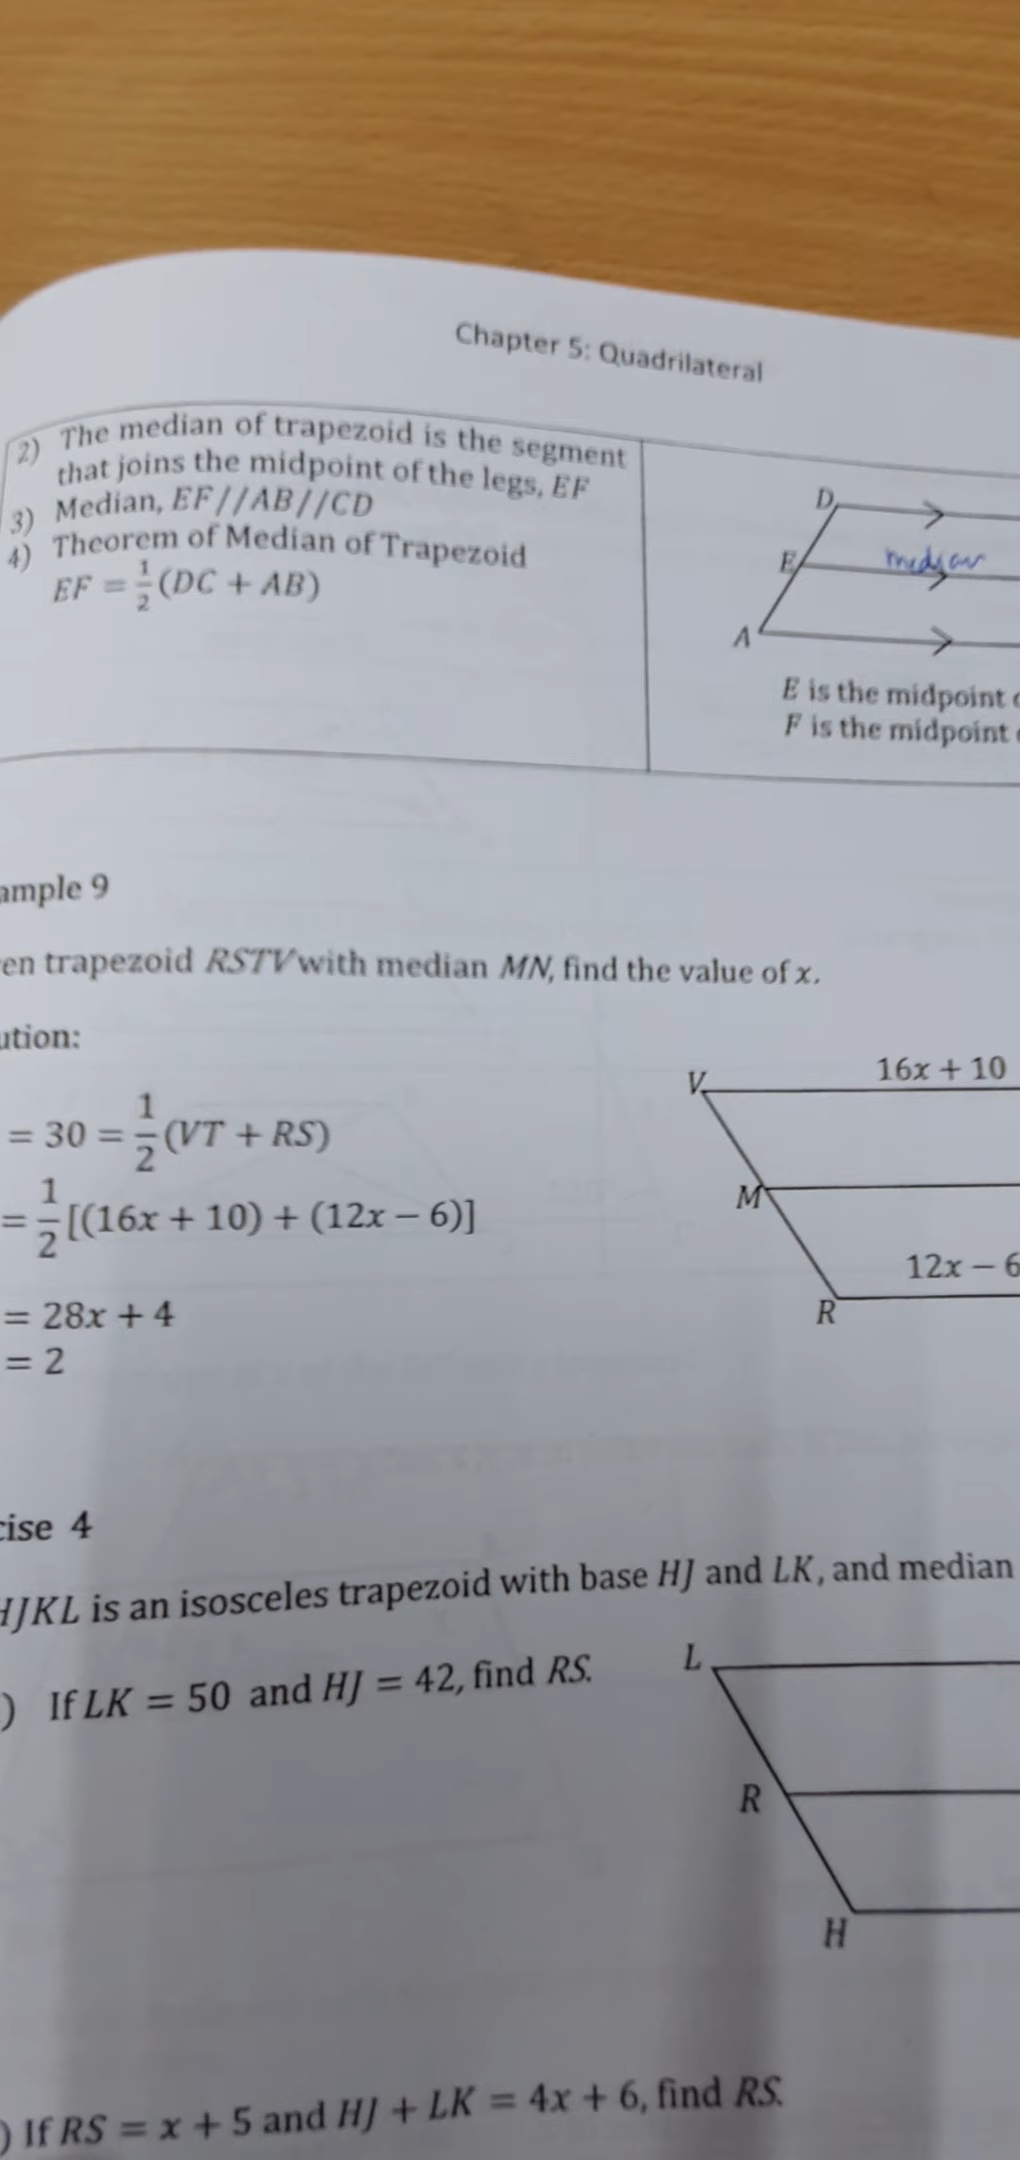 Chapter 5: Quadrilateral
2) The median of trapezoid is the segment
that joins the midpoint of the legs, EF
3) Median, EF//AB//CD
4) Theorem of Median of Trapezoid
EF = 1/2 (DC + AB)
D
E
median
A
E is the midpoint
F is the midpoint
ample 9
en trapezoid RSTV with median MN, find the value of x.
ution:
= 30 = 1/2 (VT + RS)
= 1/2 [(16x + 10) + (12x – 6)]
= 28x + 4
= 2
V
16x + 10
M
12x – 6
R
cise 4
HJKL is an isosceles trapezoid with base HJ and LK, and median
) If LK = 50 and HJ = 42, find RS.
L
R
H
) If RS = x + 5 and HJ + LK = 4x + 6, find RS.